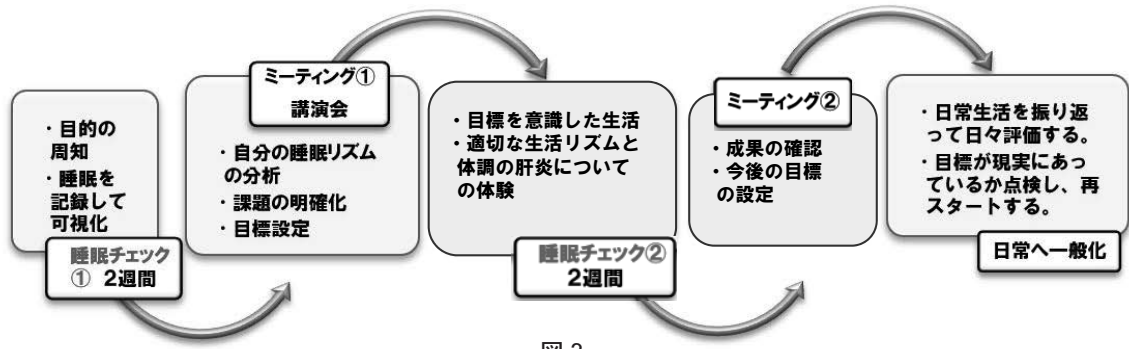 ・目的の
周知
・睡眠を
記録して
可視化
睡眠チェック
① 2週間
ミーティング①
講演会
・自分の睡眠リズム
の分析
・課題の明確化
・目標設定
・目標を意識した生活
・適切な生活リズムと
体調の肝炎について
の体験
睡眠チェック②
2週間
ミーティング②
・成果の確認
・今後の目標
の設定
・日常生活を振り返
って日々評価する。
・目標が現実にあっ
ているか点検し、再
スタートする。
日常へ一般化